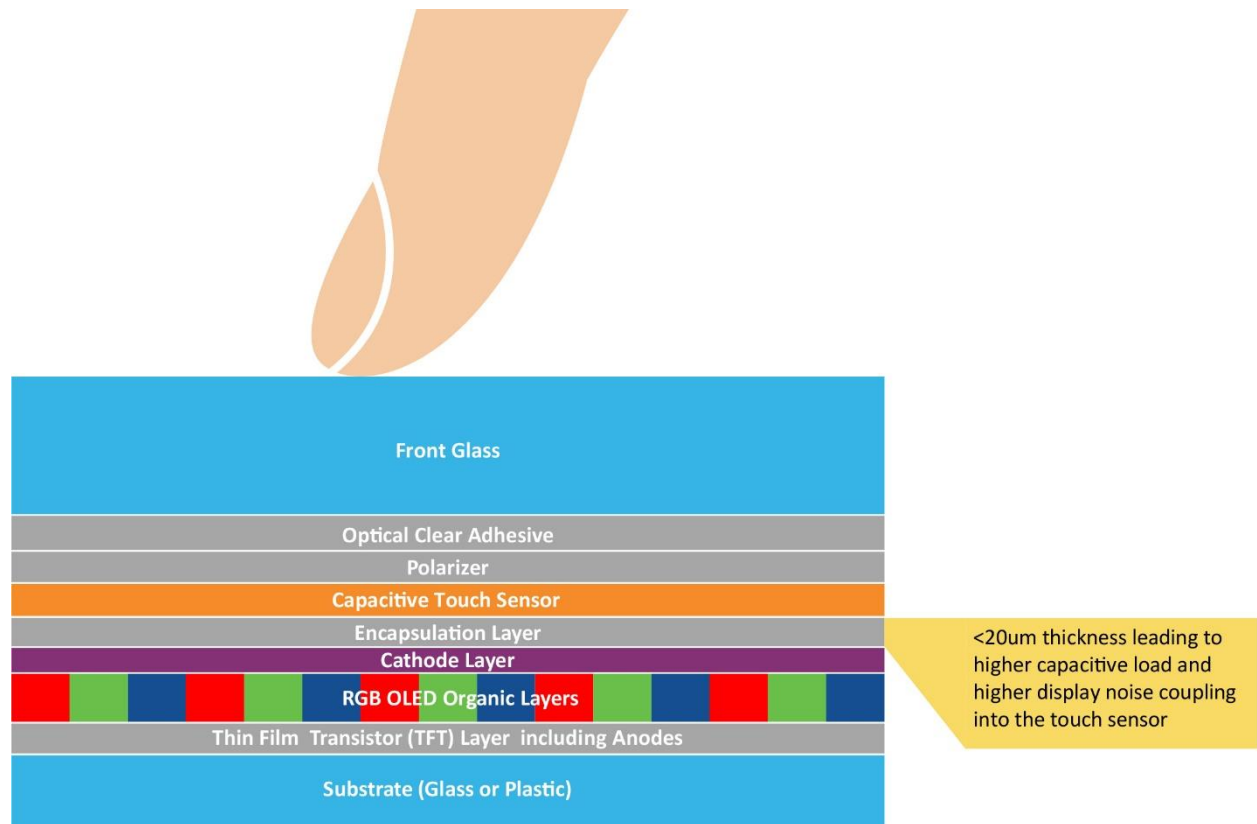 Front Glass
Optical Clear Adhesive
Polarizer
Capacitive Touch Sensor
Encapsulation Layer
Cathode Layer
RGB OLED Organic Layers
Thin Film Transistor (TFT) Layer including Anodes
Substrate (Glass or Plastic)
<20um thickness leading to
higher capacitive load and
higher display noise coupling
into the touch sensor